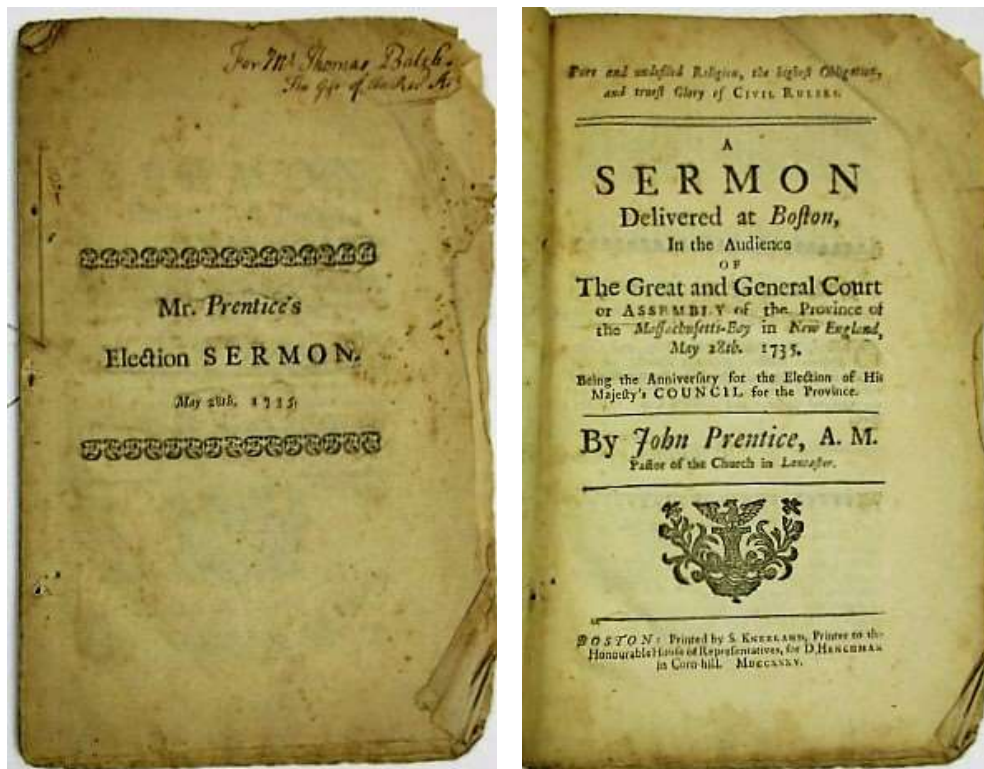 For Mr Thomas Balch.
The Gift of
Mr. Prentice's
Election SERMON.
May 28th. 1735.
Pure and undefiled Religion, the highest Obligation,
and truest Glory of CIVIL RULERS.
A
SERMON
Delivered at Boſton,
In the Audience
OF
The Great and General Court
or ASSEMBLY of the Province of
the Maſſachuſetts-Bay in New England,
May 28th. 1735.
Being the Anniverſary for the Election of His
Majeſty's COUNCIL for the Province.
By John Prentice, A. M.
Paſtor of the Church in Lancaſter.
BOSTON: Printed by S. KNEELAND, Printer to the
Honourable Houſe of Repreſentatives, for D. HENCHMAN
in Corn-hill. MDCCXXXV.